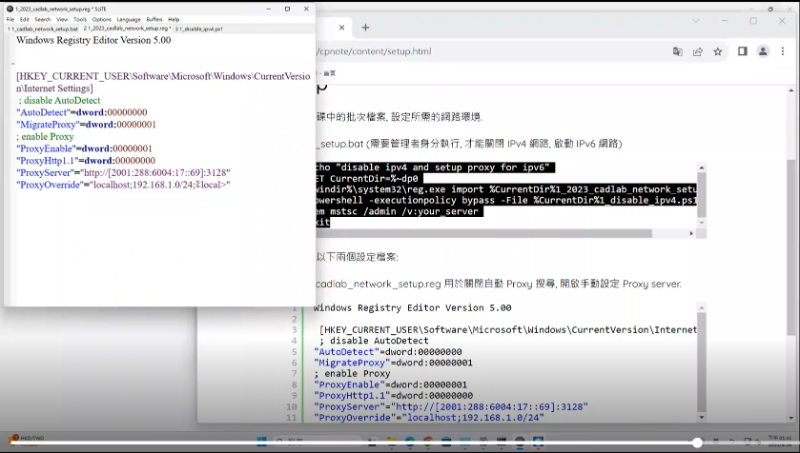 1_2023_cadlab_network_setup.reg * SciTE
File Edit Search View Tools Options Language Buffers Help
1 1_cadlab_network_setup.bat 2 1_2023_cadlab_network_setup.reg * 3 1_disable_ipv4.ps1
Windows Registry Editor Version 5.00
[HKEY_CURRENT_USER\Software\Microsoft\Windows\CurrentVersio
n\Internet Settings]
; disable AutoDetect
"AutoDetect"=dword:00000000
"MigrateProxy"=dword:00000001
; enable Proxy
"ProxyEnable"=dword:00000001
"ProxyHttp1.1"=dword:00000000
"ProxyServer"="http://[2001:288:6004:17::69]:3128"
"ProxyOverride"="localhost;192.168.1.0/24;<local>"
/cpnote/content/setup.html
碟中的批次檔案, 設定所需的網路環境.
_setup.bat (需要管理者身分執行, 才能關閉 IPv4 網路, 啟動 IPv6 網路)
cho "disable ipv4 and setup proxy for ipv6"
ET CurrentDir=%~dp0
windir%\system32\reg.exe import %CurrentDir%1_2023_cadlab_network_setu
owershell -executionpolicy bypass -File %CurrentDir%1_disable_ipv4.ps1
em mstsc /admin /v:your_server
xit
以下兩個設定檔案:
cadlab_network_setup.reg 用於關閉自動 Proxy 搜尋, 開啟手動設定 Proxy server.
1 Windows Registry Editor Version 5.00
2
3 [HKEY_CURRENT_USER\Software\Microsoft\Windows\CurrentVersion\Internet
4 ; disable AutoDetect
5 "AutoDetect"=dword:00000000
6 "MigrateProxy"=dword:00000001
7 ; enable Proxy
8 "ProxyEnable"=dword:00000001
9 "ProxyHttp1.1"=dword:00000000
10 "ProxyServer"="http://[2001:288:6004:17::69]:3128"
11 "ProxyOverride"="localhost;192.168.1.0/24"